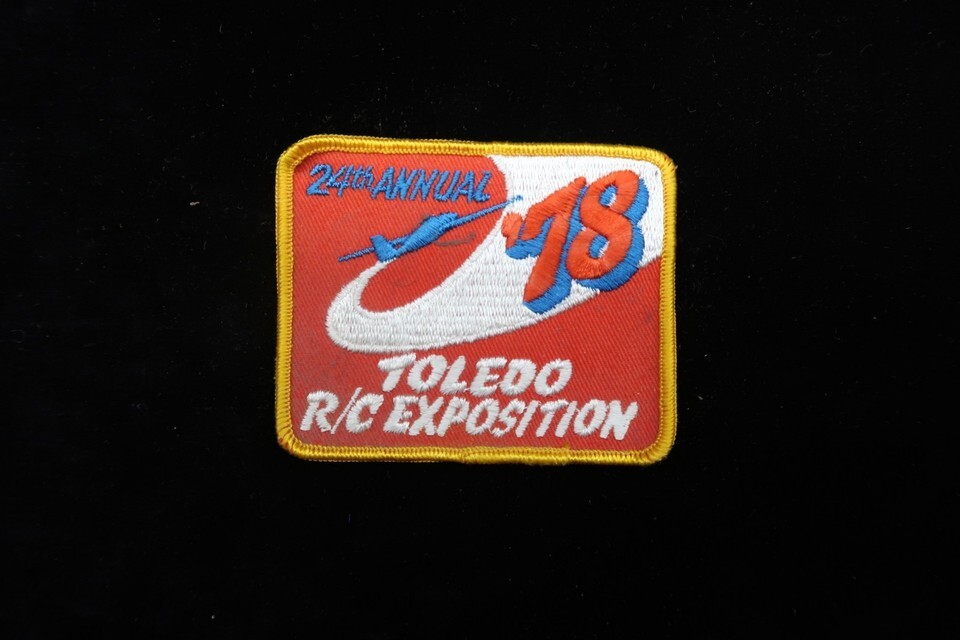 24th ANNUAL
'78
TOLEDO
R/C EXPOSITION